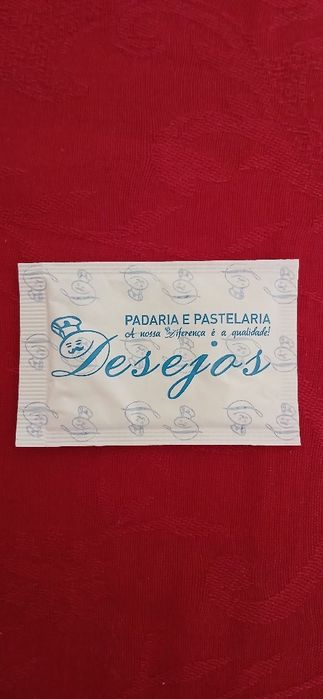 PADARIA E PASTELARIA
A nossa diferença é a qualidade!
Desejos